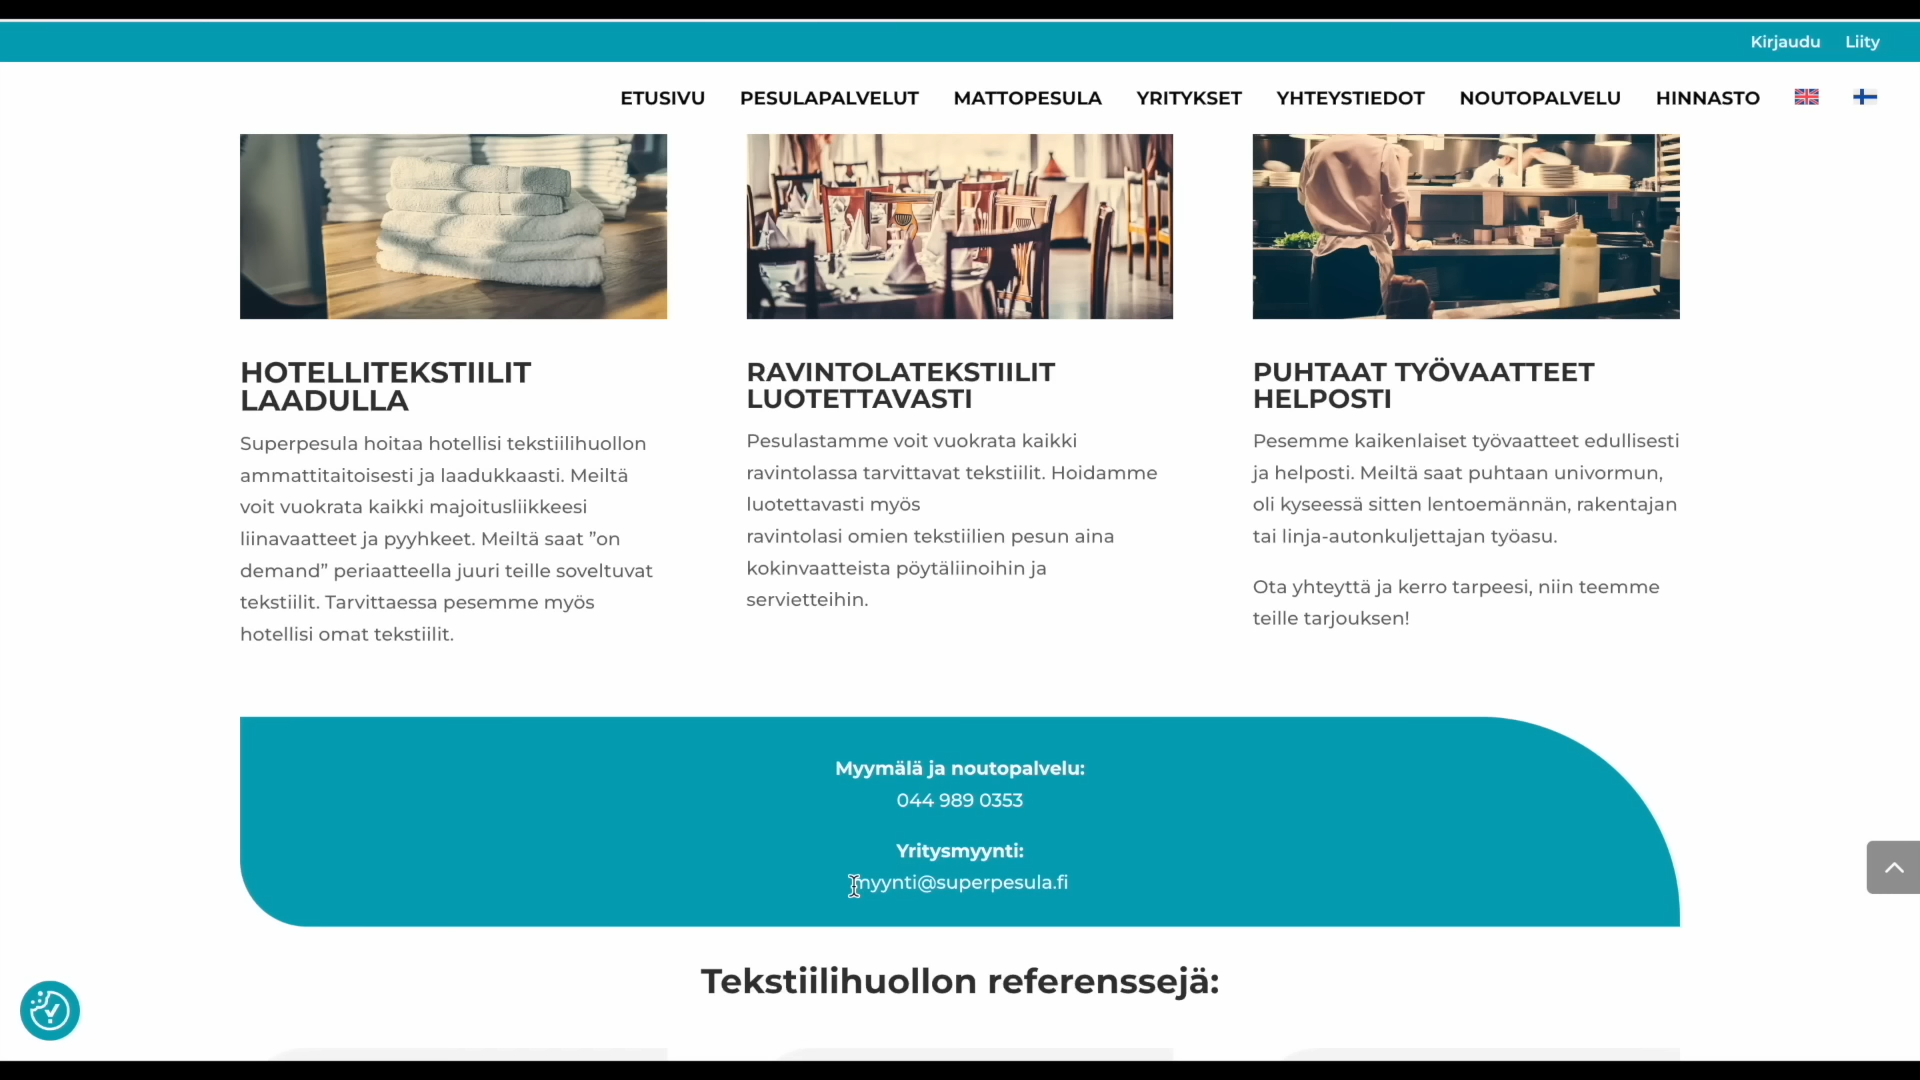 Kirjaudu Liity
ETUSIVU PESULAPALVELUT MATTOPESULA YRITYKSET YHTEYSTIEDOT NOUTOPALVELU HINNASTO
HOTELLITEKSTIILIT
LAADULLA
Superpesula hoitaa hotellisi tekstiilihuollon
ammattitaitoisesti ja laadukkaasti. Meiltä
voit vuokrata kaikki majoitusliikkeesi
liinavaatteet ja pyyhkeet. Meiltä saat ”on
demand” periaatteella juuri teille soveltuvat
tekstiilit. Tarvittaessa pesemme myös
hotellisi omat tekstiilit.
RAVINTOLATEKSTIILIT
LUOTETTAVASTI
Pesulastamme voit vuokrata kaikki
ravintolassa tarvittavat tekstiilit. Hoidamme
luotettavasti myös
ravintolasi omien tekstiilien pesun aina
kokinvaatteista pöytäliinoihin ja
servietteihin.
PUHTAAT TYÖVAATTEET
HELPOSTI
Pesemme kaikenlaiset työvaatteet edullisesti
ja helposti. Meiltä saat puhtaan univormun,
oli kyseessä sitten lentoemännän, rakentajan
tai linja-autonkuljettajan työasu.
Ota yhteyttä ja kerro tarpeesi, niin teemme
teille tarjouksen!
Myymälä ja noutopalvelu:
044 989 0353
Yritysmyynti:
myynti@superpesula.fi
Tekstiilihuollon referenssejä: